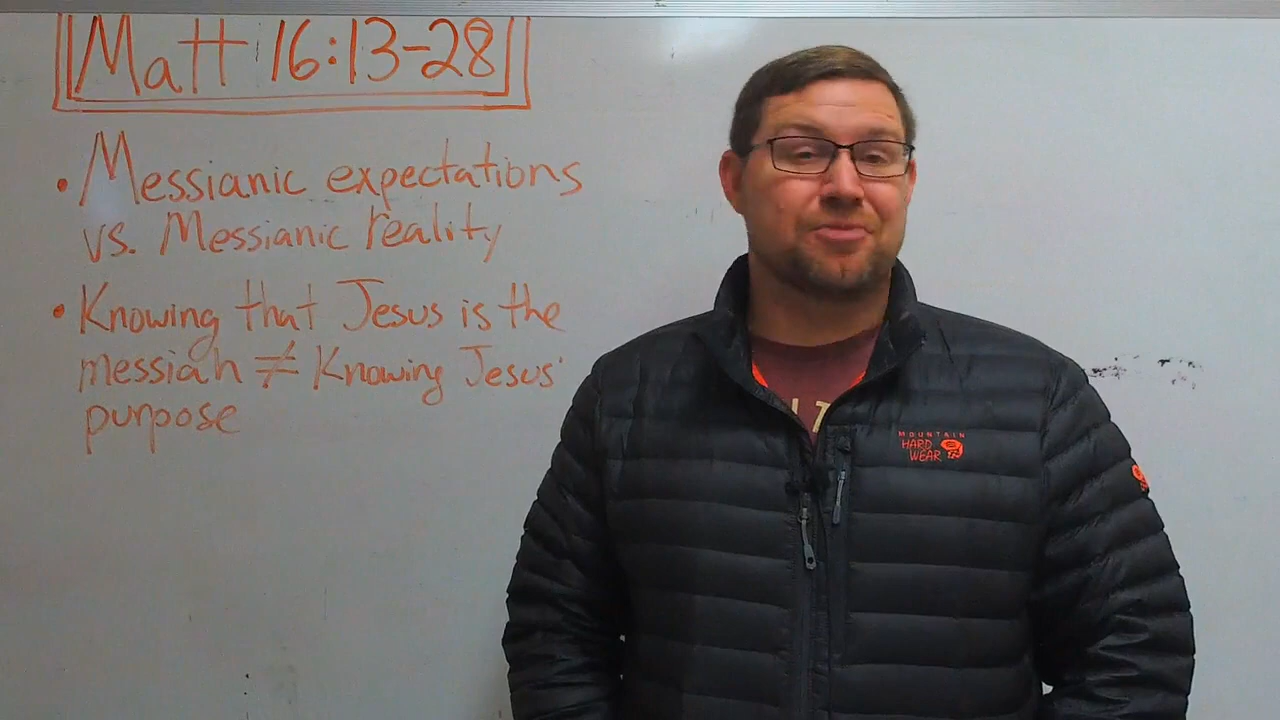 Matt 16:13-28
• Messianic expectations
vs. Messianic reality
• Knowing that Jesus is the
messiah ≠ Knowing Jesus'
purpose
MOUNTAIN
HARD
WEAR